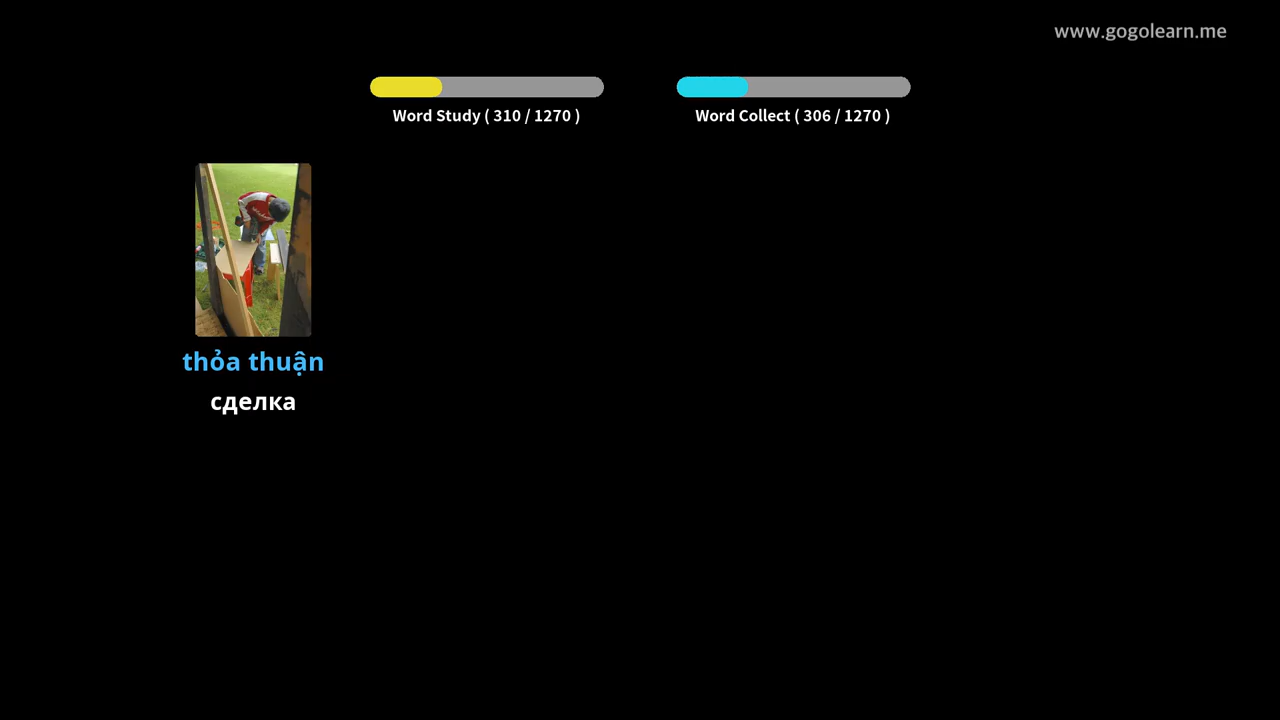 www.gogolearn.me
Word Study ( 310 / 1270 )
Word Collect ( 306 / 1270 )
thỏa thuận
сделка